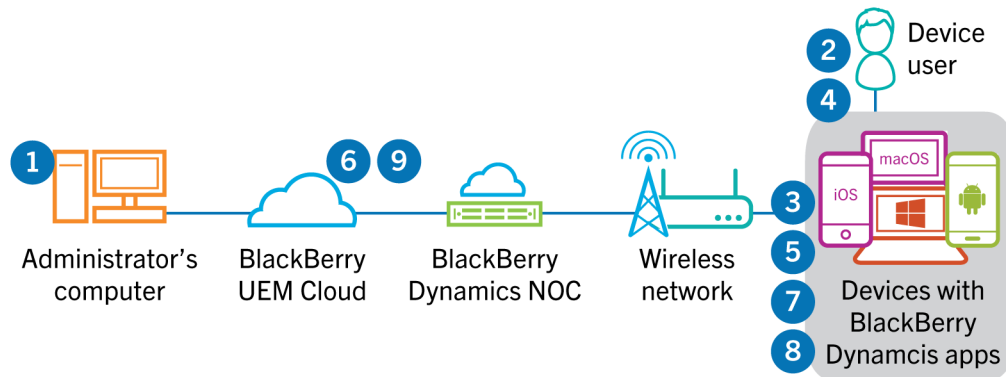 2
Device
user
4
1
6
9
macOS
iOS
3
Administrator's
computer
BlackBerry
UEM Cloud
BlackBerry
Dynamics NOC
Wireless
network
5
7
8
Devices with
BlackBerry
Dynamcis apps